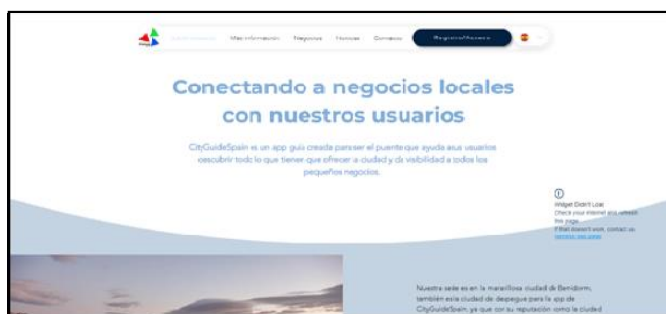 Más información Proyectos Noticias Contacto Registro/Acceso
Conectando a negocios locales
con nuestros usuarios
CityGuideSpain es un app guía creada para ser el puente que ayuda a sus usuarios
descubrir todo lo que tienen que ofrecer la ciudad y da visibilidad a todos los
pequeños negocios.
Widget Didn't Load
Check your internet and refresh
this page.
If that doesn't work, contact us.
Nuestra sede es en la maravillosa ciudad de Benidorm,
también esta ciudad de despegue para la app de
CityGuideSpain, ya que con su reputación como la ciudad